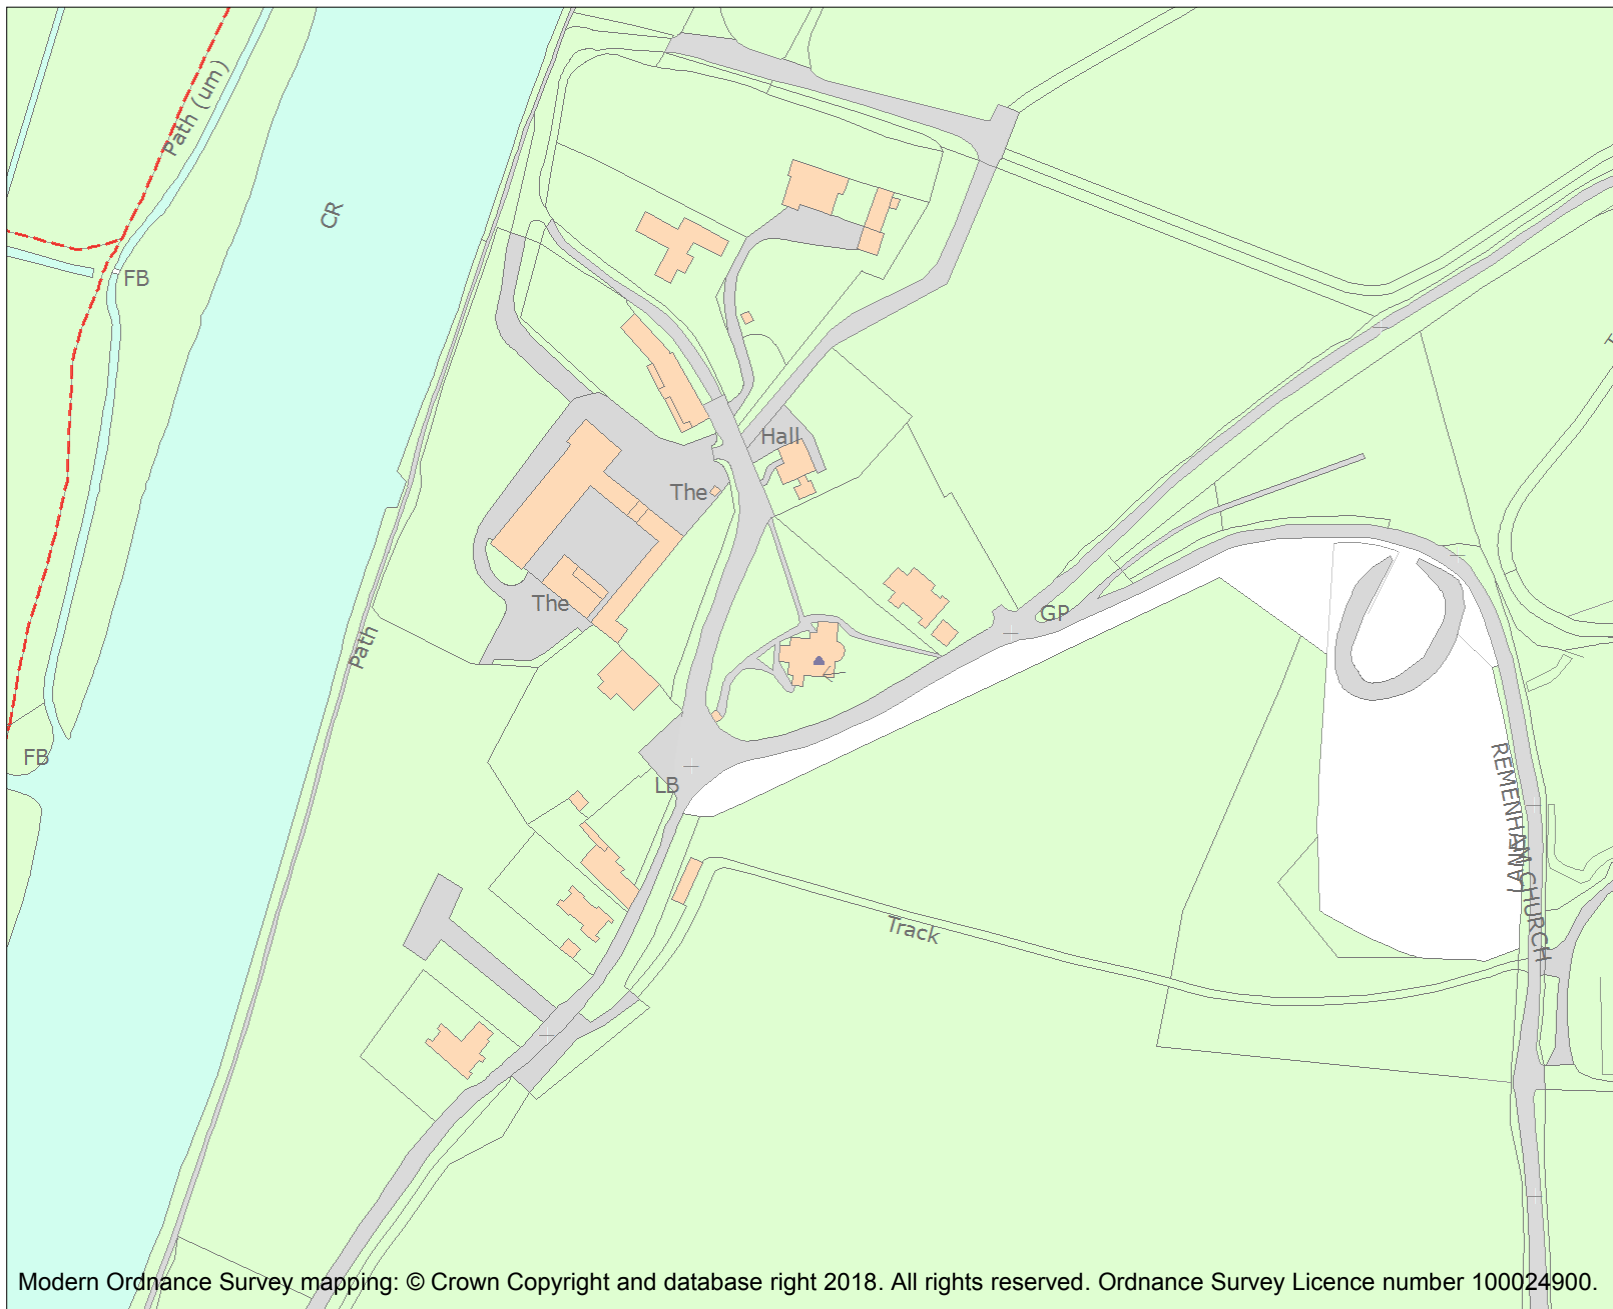 Path (um)
CR
FB
Hall
The
The
GP
Path
FB
LB
REMENHAM CHURCH
LANE
Track
Modern Ordnance Survey mapping: © Crown Copyright and database right 2018. All rights reserved. Ordnance Survey Licence number 100024900.